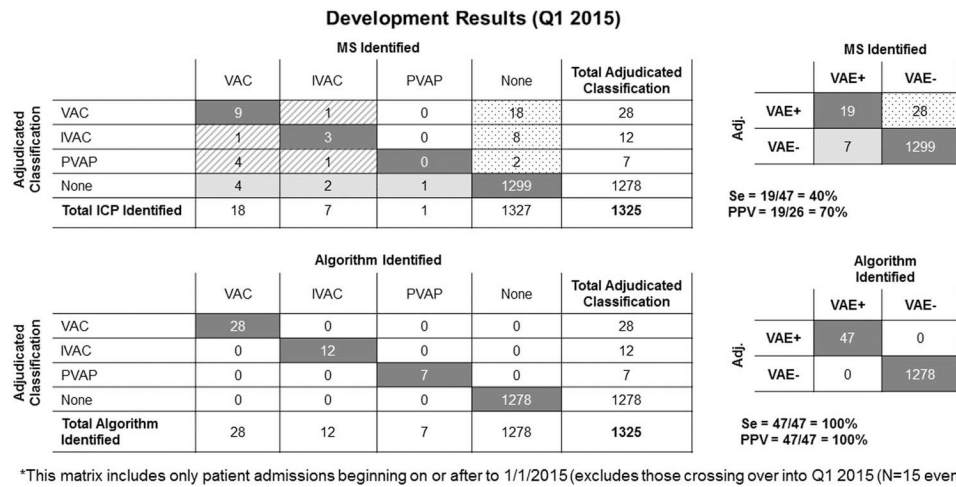 Development Results (Q1 2015)
MS Identified
VAC IVAC PVAP None Total Adjudicated Classification
Adjudicated Classification
VAC 9 1 0 18 28
IVAC 1 3 0 8 12
PVAP 4 1 0 2 7
None 4 2 1 1299 1278
Total ICP Identified 18 7 1 1327 1325
MS Identified
VAE+ VAE-
Adj.
VAE+ 19 28
VAE- 7 1299
Se = 19/47 = 40%
PPV = 19/26 = 70%
Algorithm Identified
VAC IVAC PVAP None Total Adjudicated Classification
Adjudicated Classification
VAC 28 0 0 0 28
IVAC 0 12 0 0 12
PVAP 0 0 7 0 7
None 0 0 0 1278 1278
Total Algorithm Identified 28 12 7 1278 1325
Algorithm
Identified
VAE+ VAE-
Adj.
VAE+ 47 0
VAE- 0 1278
Se = 47/47 = 100%
PPV = 47/47 = 100%
*This matrix includes only patient admissions beginning on or after to 1/1/2015 (excludes those crossing over into Q1 2015 (N=15 even